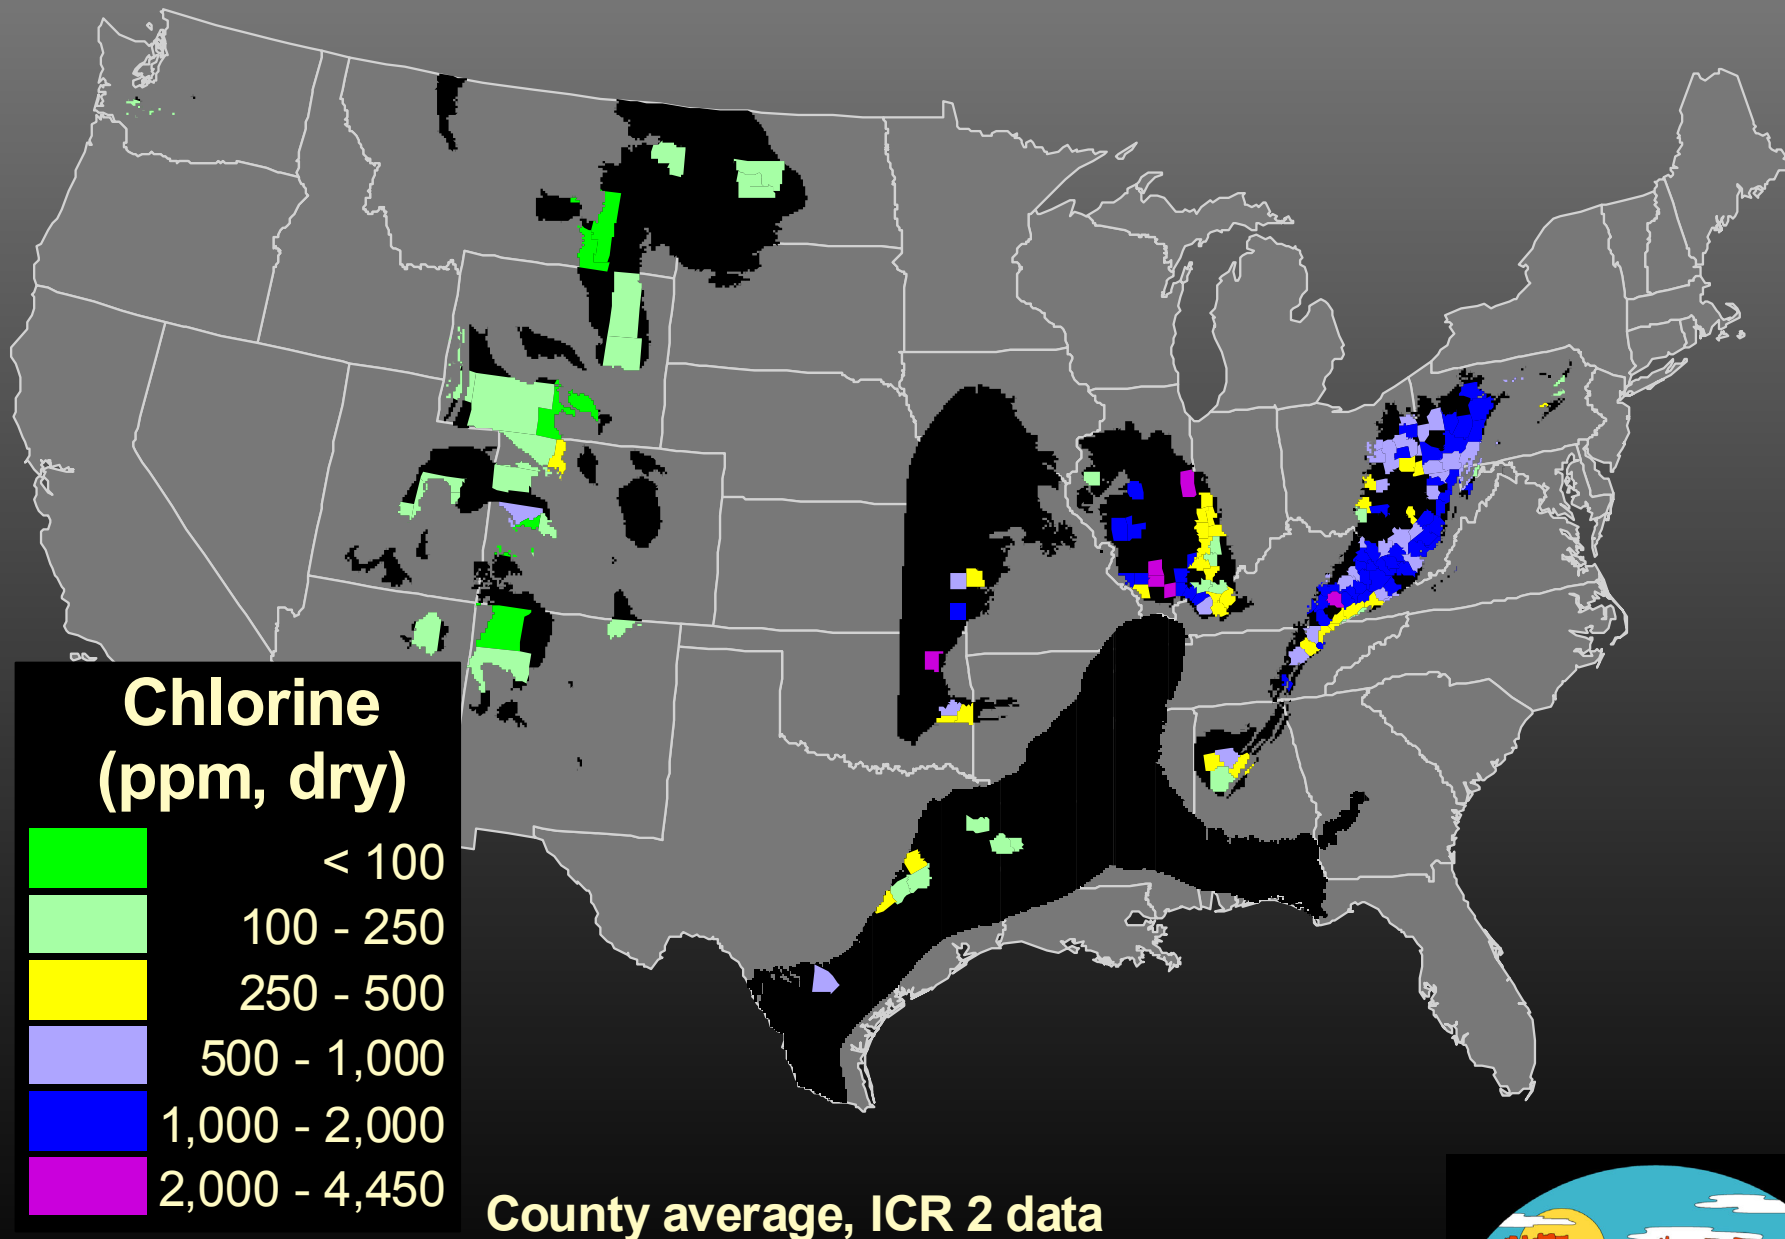 Chlorine
(ppm, dry)
< 100
100 - 250
250 - 500
500 - 1,000
1,000 - 2,000
2,000 - 4,450
County average, ICR 2 data